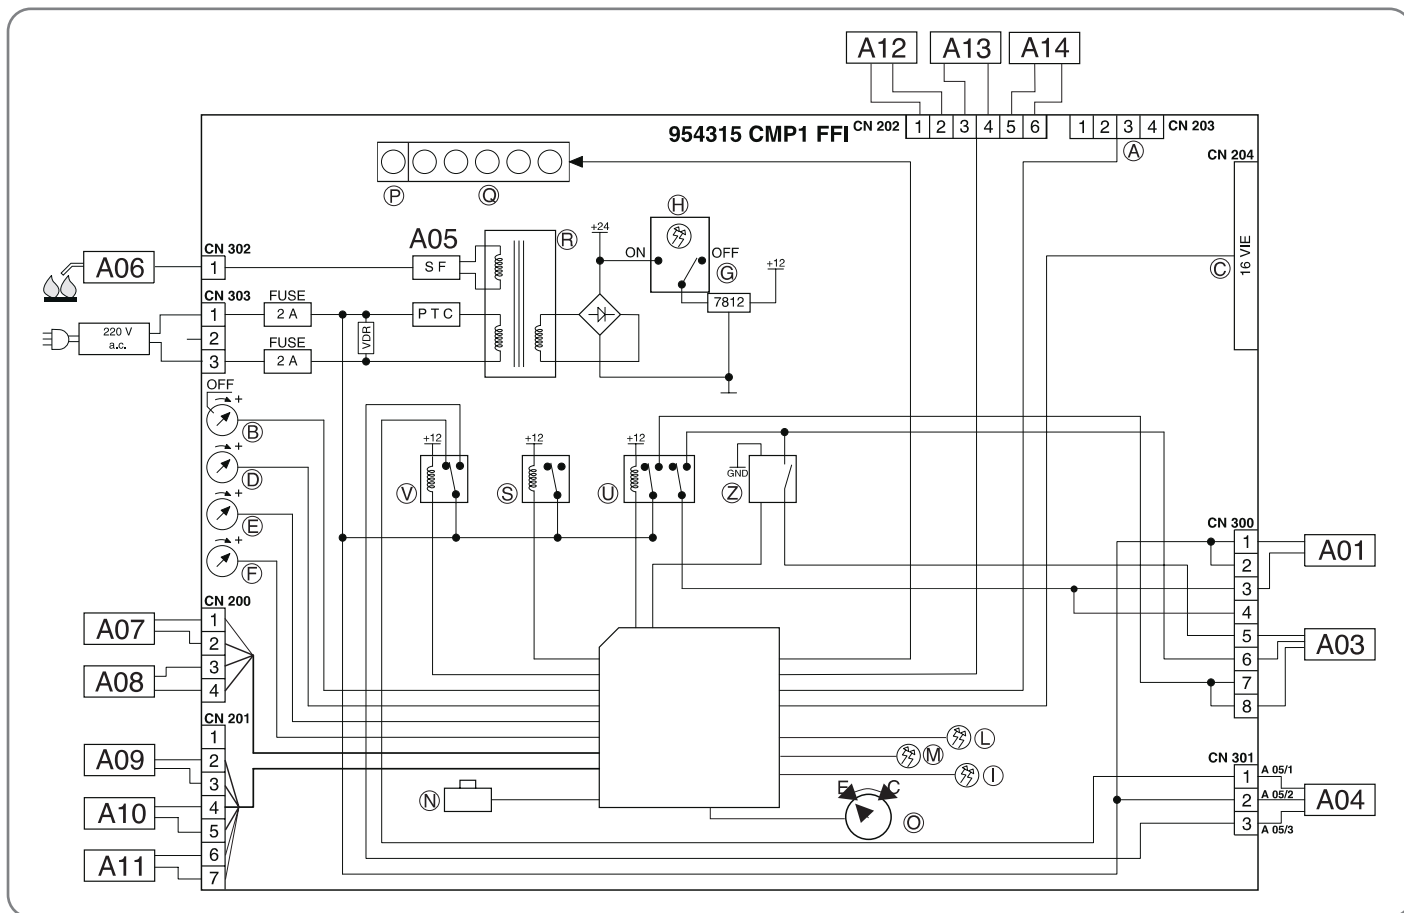 A12 A13 A14
954315 CMP1 FFI CN 202 1 2 3 4 5 6 1 2 3 4 CN 203
A
CN 204
P Q
16 VIE
C
H
+24
ON OFF
G
+12
7812
A05
R
CN 302
A06 1 S F
CN 303
FUSE
1 2 A P T C
220 V
a.c.
2
VDR
FUSE
3 2 A
OFF
+
B
+
D
+
E
+
F
+12 +12 +12
GND
V S U Z
CN 300
1
2
3
4
5
6
7
8
A01
A03
CN 200
A07 1
2
A08 3
4
CN 201
1
A09 2
3
A10 4
5
A11 6
7
L
M
I
N
E C
O
CN 301
1 A 05/1
2 A 05/2 A04
3 A 05/3